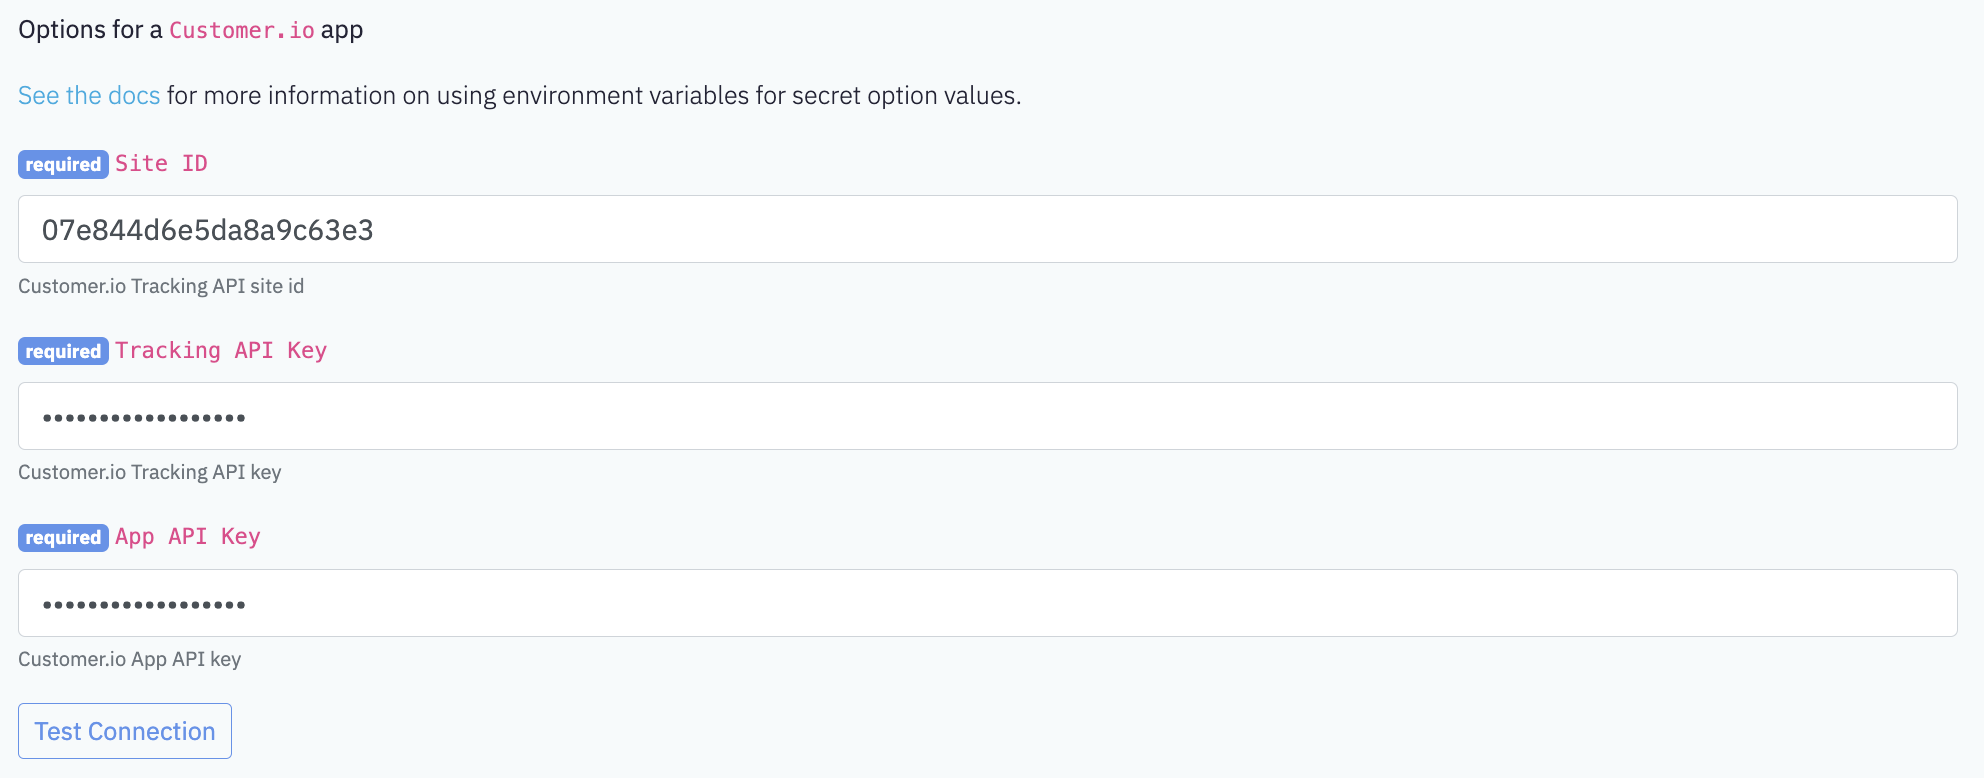 Options for a Customer.io app
See the docs for more information on using environment variables for secret option values.
required Site ID
07e844d6e5da8a9c63e3
Customer.io Tracking API site id
required Tracking API Key
••••••••••••••••••
Customer.io Tracking API key
required App API Key
••••••••••••••••••
Customer.io App API key
Test Connection